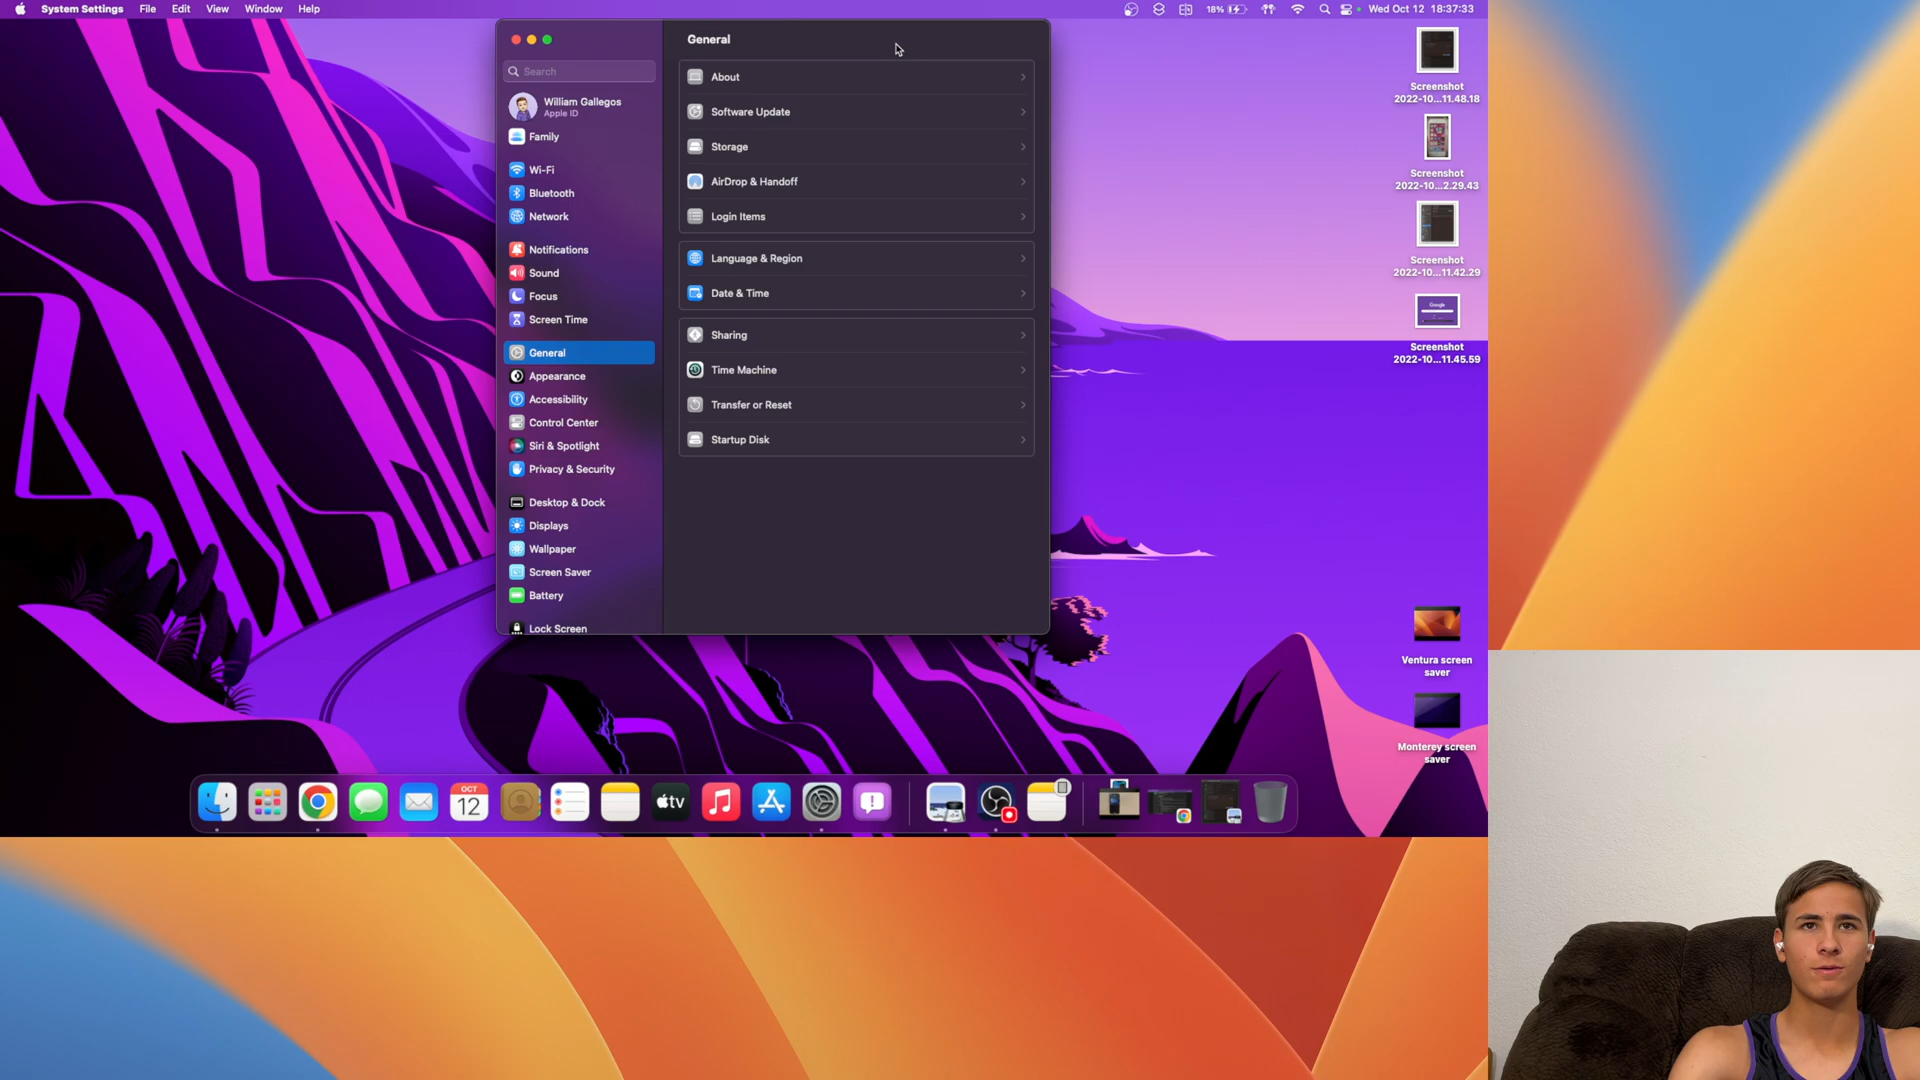 System Settings File Edit View Window Help
18% Wed Oct 12 18:37:33
Search
William Gallegos
Apple ID
Family
Wi-Fi
Bluetooth
Network
Notifications
Sound
Focus
Screen Time
General
Appearance
Accessibility
Control Center
Siri & Spotlight
Privacy & Security
Desktop & Dock
Displays
Wallpaper
Screen Saver
Battery
Lock Screen
General
About
Software Update
Storage
AirDrop & Handoff
Login Items
Language & Region
Date & Time
Sharing
Time Machine
Transfer or Reset
Startup Disk
Screenshot
2022-10...11.48.18
Screenshot
2022-10...2.29.43
Screenshot
2022-10...11.42.29
Google
Screenshot
2022-10...11.45.59
Ventura screen
saver
Monterey screen
saver
OCT
12
tv